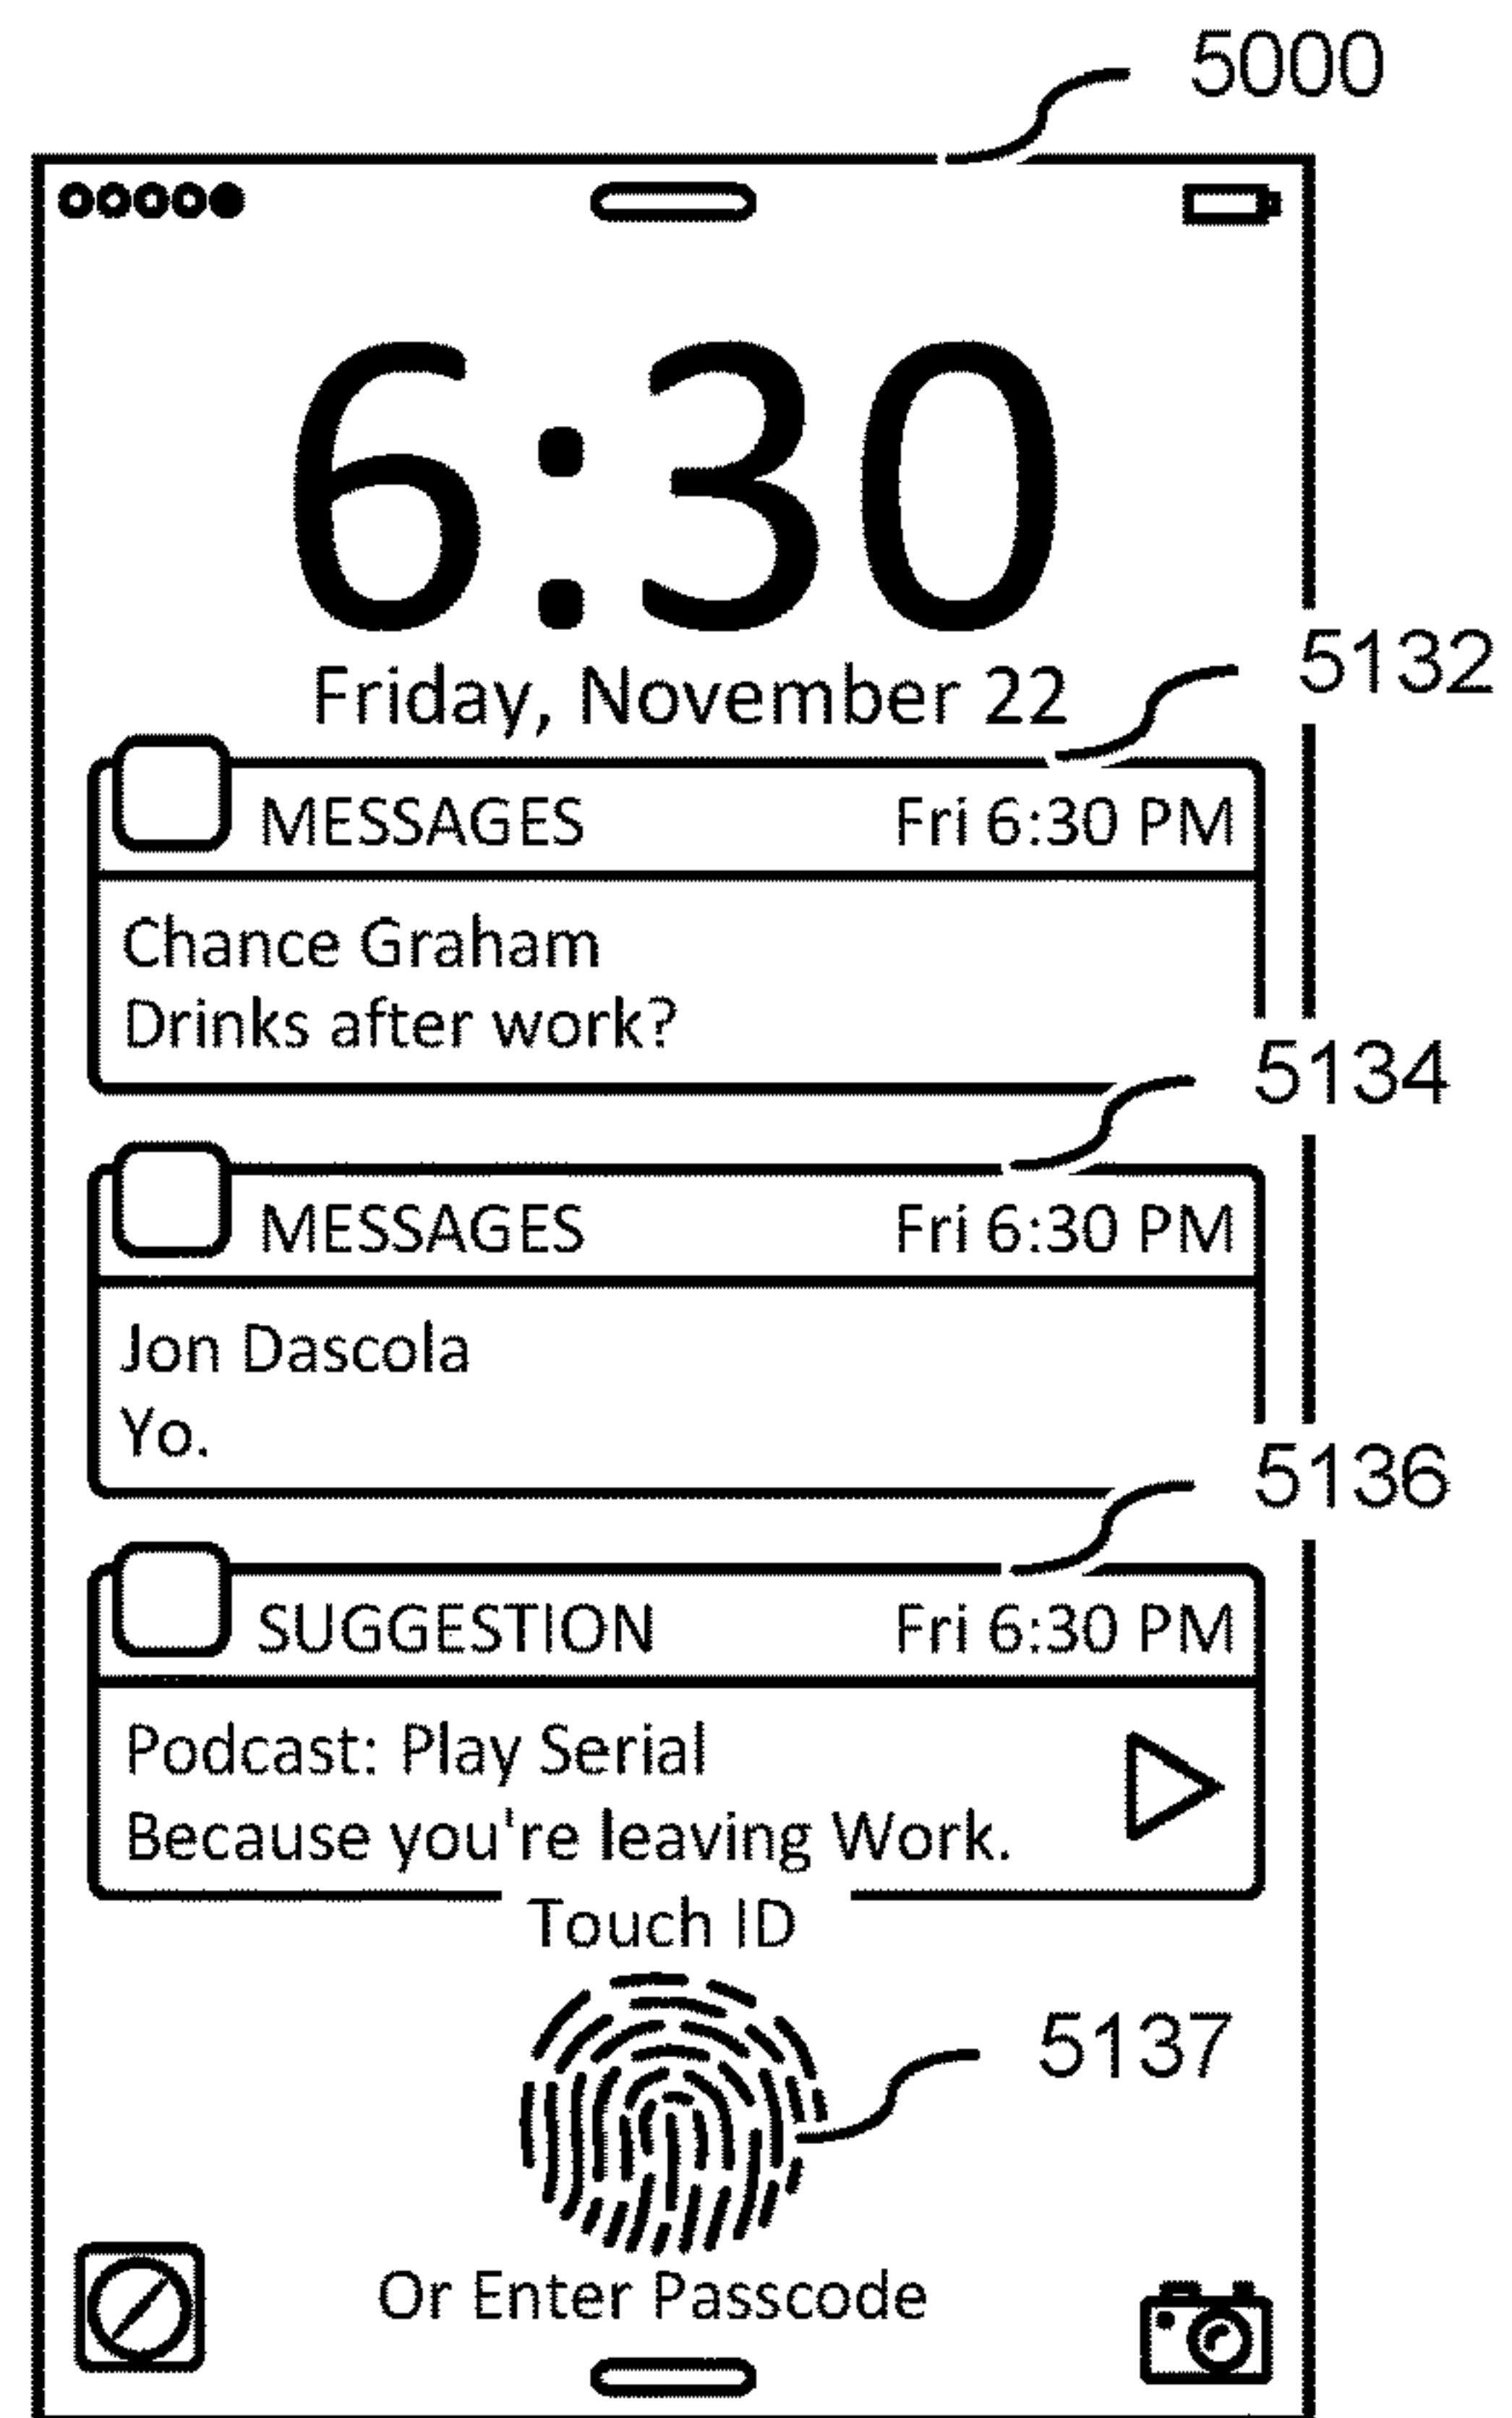 5000
6:30
Friday, November 22
5132
MESSAGES Fri 6:30 PM
Chance Graham
Drinks after work?
5134
MESSAGES Fri 6:30 PM
Jon Dascola
Yo.
5136
SUGGESTION Fri 6:30 PM
Podcast: Play Serial
Because you're leaving Work.
Touch ID
5137
Or Enter Passcode